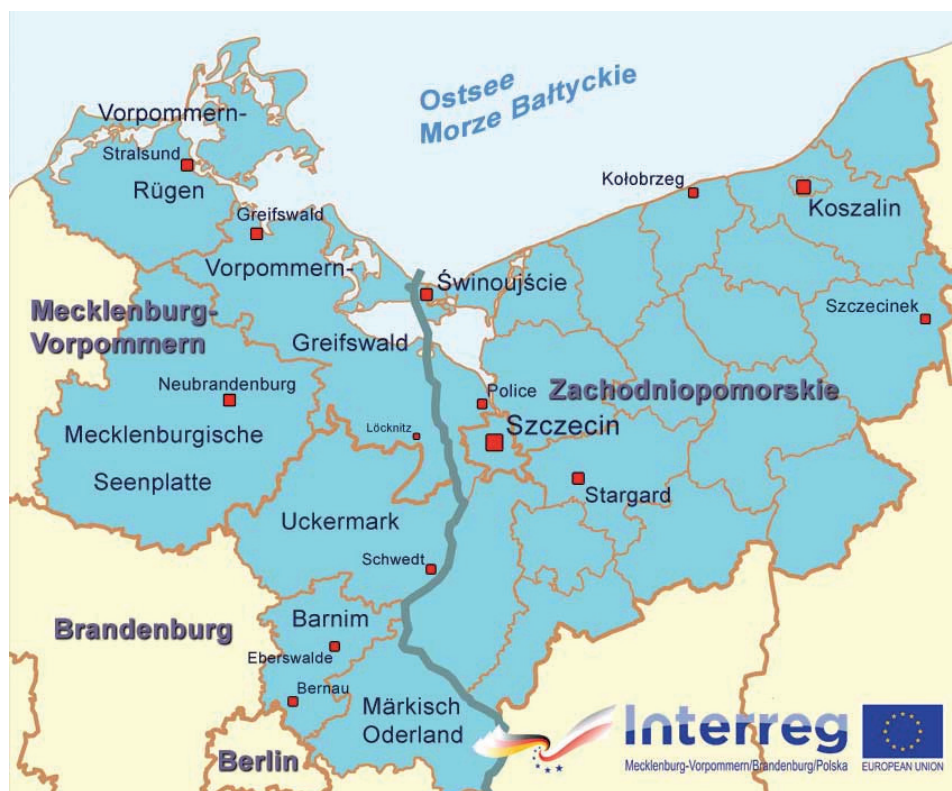 Ostsee
Morze Bałtyckie
Vorpommern-
Stralsund
Rügen
Greifswald
Vorpommern-
Greifswald
Kołobrzeg
Koszalin
Świnoujście
Szczecinek
Mecklenburg-
Vorpommern
Neubrandenburg
Mecklenburgische
Seenplatte
Police
Zachodniopomorskie
Szczecin
Löcknitz
Stargard
Uckermark
Schwedt
Brandenburg
Barnim
Eberswalde
Bernau
Märkisch
Oderland
Berlin
Interreg
Mecklenburg-Vorpommern/Brandenburg/Polska
EUROPEAN UNION